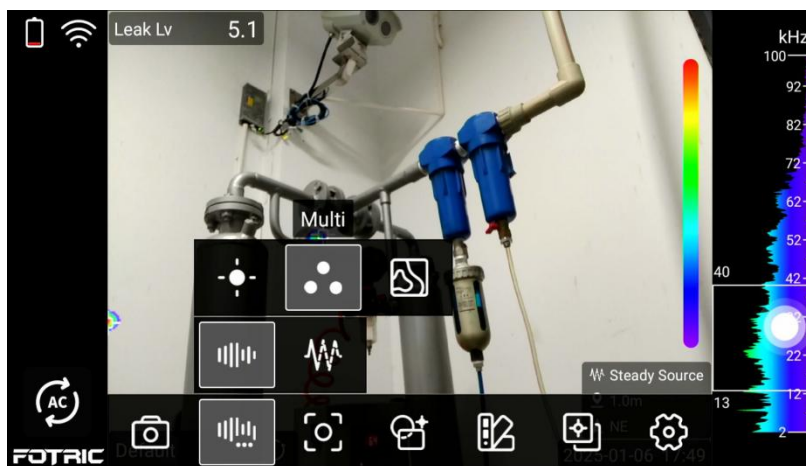 Leak Lv 5.1
kHz
100
92
82
72
62
52
42
40
22
13
12
2
Multi
Steady Source
1.0m
NE
AC
FOTRIC
Default
2025-01-06 17:49